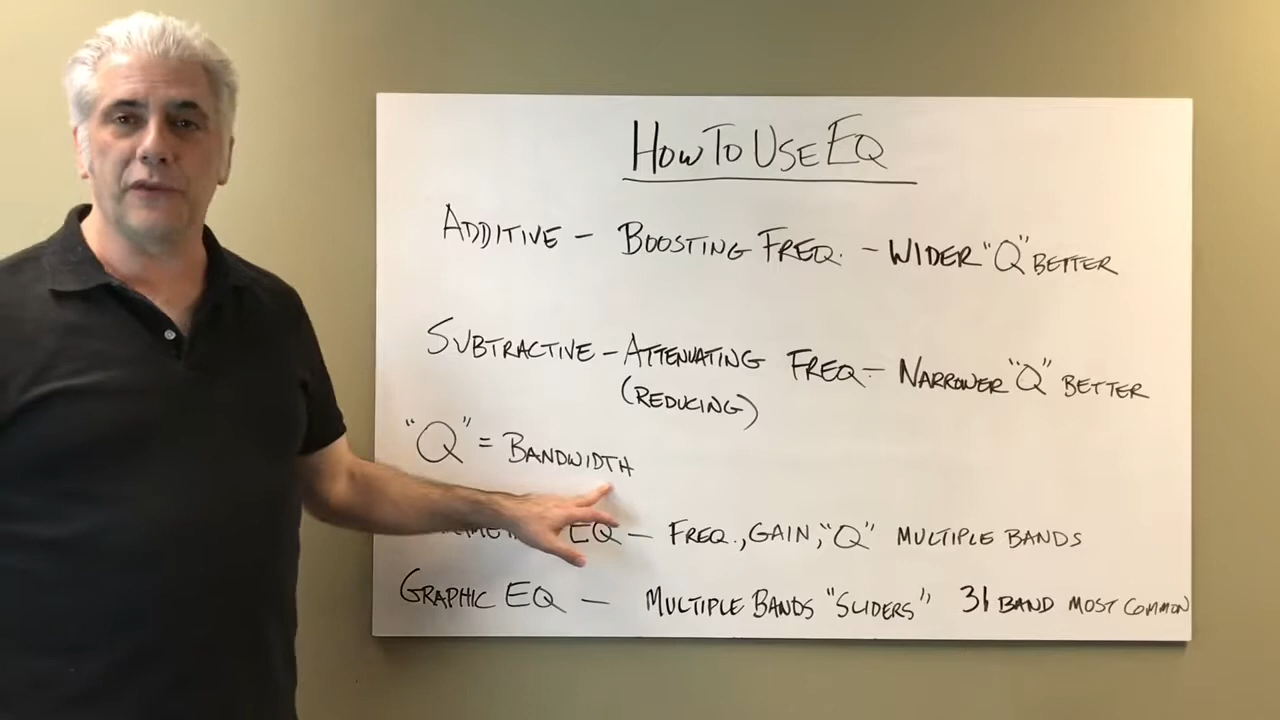 How To Use EQ
Additive – Boosting Freq. – Wider "Q" Better
Subtractive – Attenuating Freq – Narrower "Q" Better
(Reducing)
"Q" = Bandwidth
EQ – Freq., Gain, "Q" Multiple Bands
Graphic EQ – Multiple Bands "Sliders" 31 Band Most Common